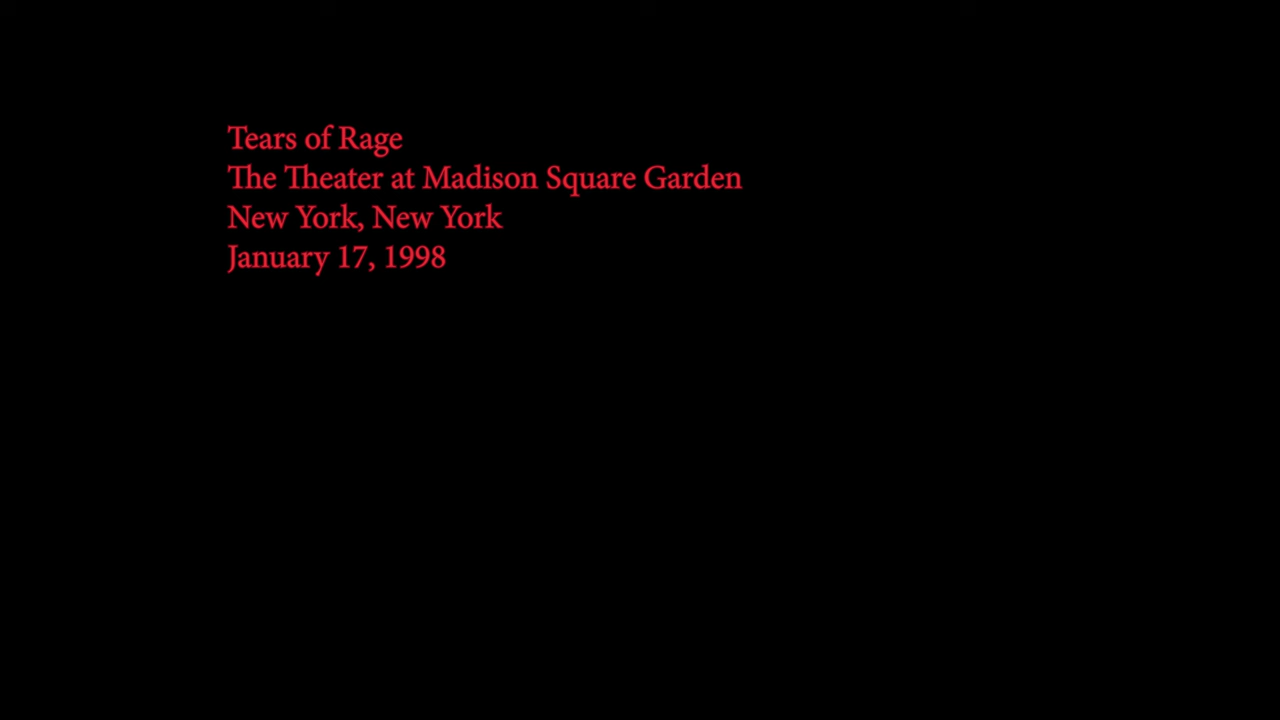 Tears of Rage
The Theater at Madison Square Garden
New York, New York
January 17, 1998